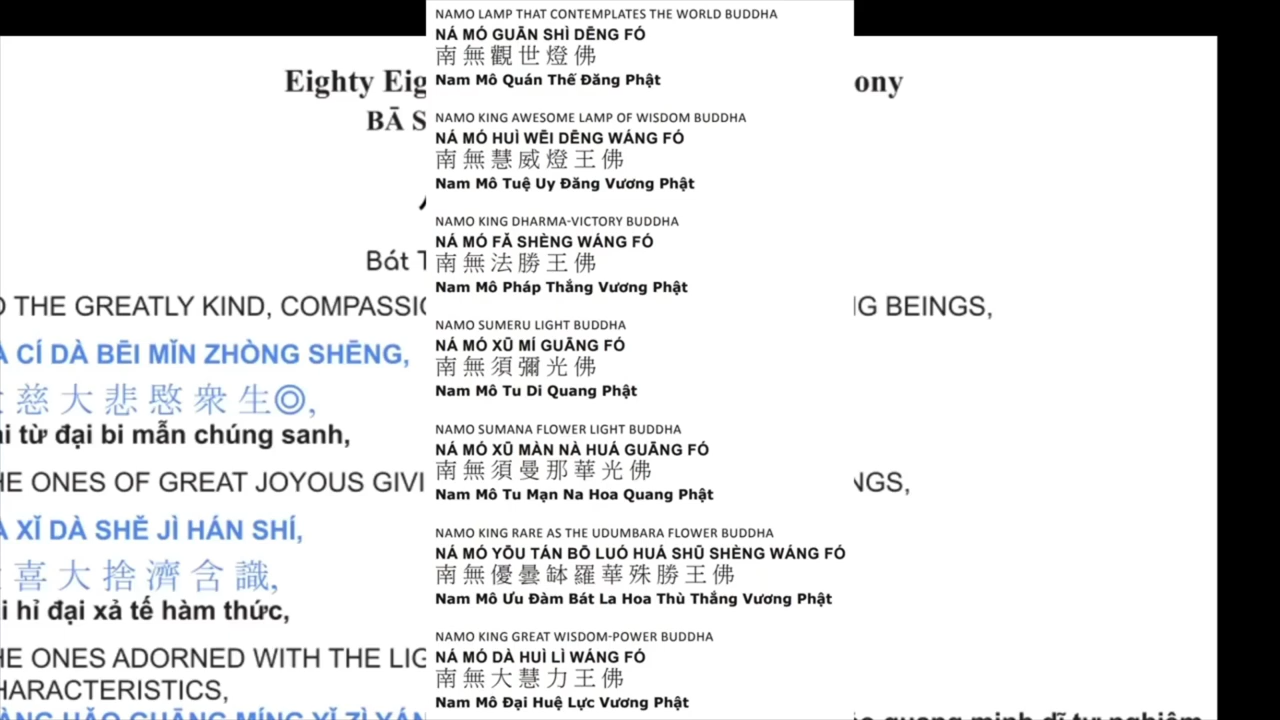 NAMO LAMP THAT CONTEMPLATES THE WORLD BUDDHA
NÁ MÓ GUĀN SHÌ DĒNG FÓ
南無觀世燈佛
Nam Mô Quán Thế Đăng Phật
NAMO KING AWESOME LAMP OF WISDOM BUDDHA
NÁ MÓ HUÌ WĒI DĒNG WÁNG FÓ
南無慧威燈王佛
Nam Mô Tuệ Uy Đăng Vương Phật
NAMO KING DHARMA-VICTORY BUDDHA
NÁ MÓ FǍ SHÈNG WÁNG FÓ
南無法勝王佛
Nam Mô Pháp Thắng Vương Phật
NAMO SUMERU LIGHT BUDDHA
NÁ MÓ XŪ MÍ GUĀNG FÓ
南無須彌光佛
Nam Mô Tu Di Quang Phật
NAMO SUMANA FLOWER LIGHT BUDDHA
NÁ MÓ XŪ MÀN NÀ HUÁ GUĀNG FÓ
南無須曼那華光佛
Nam Mô Tu Mạn Na Hoa Quang Phật
NAMO KING RARE AS THE UDUMBARA FLOWER BUDDHA
NÁ MÓ YŌU TÁN BŌ LUÓ HUÁ SHŪ SHÈNG WÁNG FÓ
南無優曇缽羅華殊勝王佛
Nam Mô Ưu Đàm Bát La Hoa Thù Thắng Vương Phật
NAMO KING GREAT WISDOM-POWER BUDDHA
NÁ MÓ DÀ HUÌ LÌ WÁNG FÓ
南無大慧力王佛
Nam Mô Đại Huệ Lực Vương Phật
Eighty
BĀ
Bát
THE GREATLY KIND, BEINGS,
CÍ DÀ BĒI MǏN ZHÒNG SHĒNG,
慈大悲愍衆生◎,
từ đại bi mẫn chúng sanh,
ONES OF GREAT JOYOUS
XǏ DÀ SHĚ JÌ HÁN SHÍ,
喜大捨濟含識,
hỉ đại xả tế hàm thức,
ONES ADORNED WITH THE